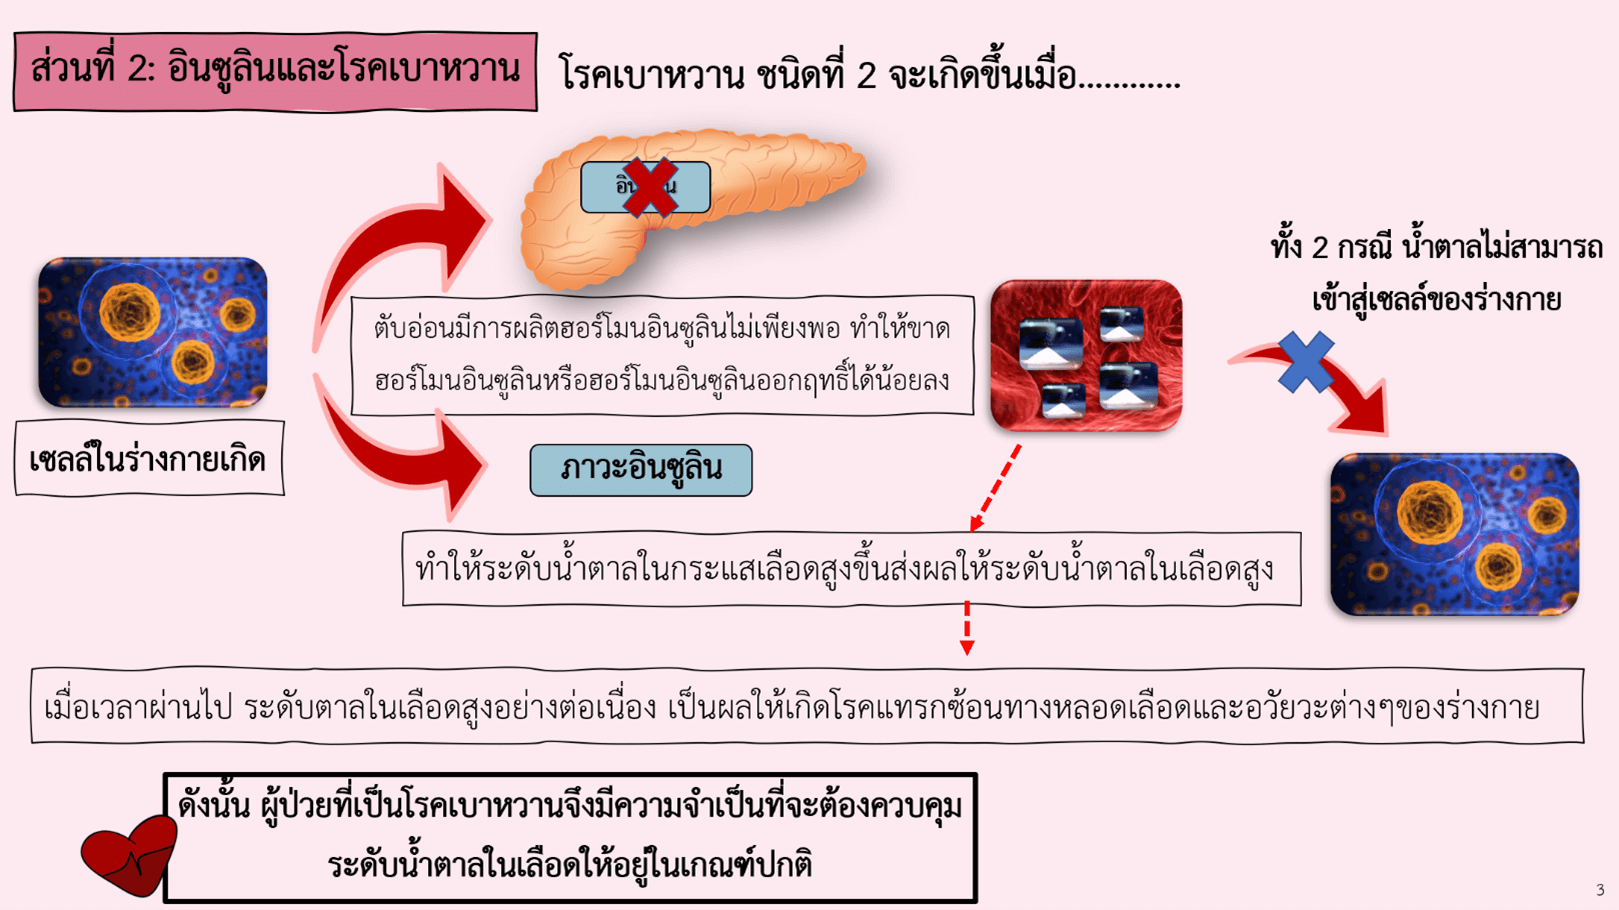 ส่วนที่ 2: อินซูลินและโรคเบาหวาน
โรคเบาหวาน ชนิดที่ 2 จะเกิดขึ้นเมื่อ............
ทั้ง 2 กรณี น้ำตาลไม่สามารถ
เข้าสู่เซลล์ของร่างกาย
ตับอ่อนมีการผลิตฮอร์โมนอินซูลินไม่เพียงพอ ทำให้ขาด
ฮอร์โมนอินซูลินหรือฮอร์โมนอินซูลินออกฤทธิ์ได้น้อยลง
เซลล์ในร่างกายเกิด
ภาวะอินซูลิน
ทำให้ระดับน้ำตาลในกระแสเลือดสูงขึ้นส่งผลให้ระดับน้ำตาลในเลือดสูง
เมื่อเวลาผ่านไป ระดับตาลในเลือดสูงอย่างต่อเนื่อง เป็นผลให้เกิดโรคแทรกซ้อนทางหลอดเลือดและอวัยวะต่างๆของร่างกาย
ดังนั้น ผู้ป่วยที่เป็นโรคเบาหวานจึงมีความจำเป็นที่จะต้องควบคุม
ระดับน้ำตาลในเลือดให้อยู่ในเกณฑ์ปกติ
3